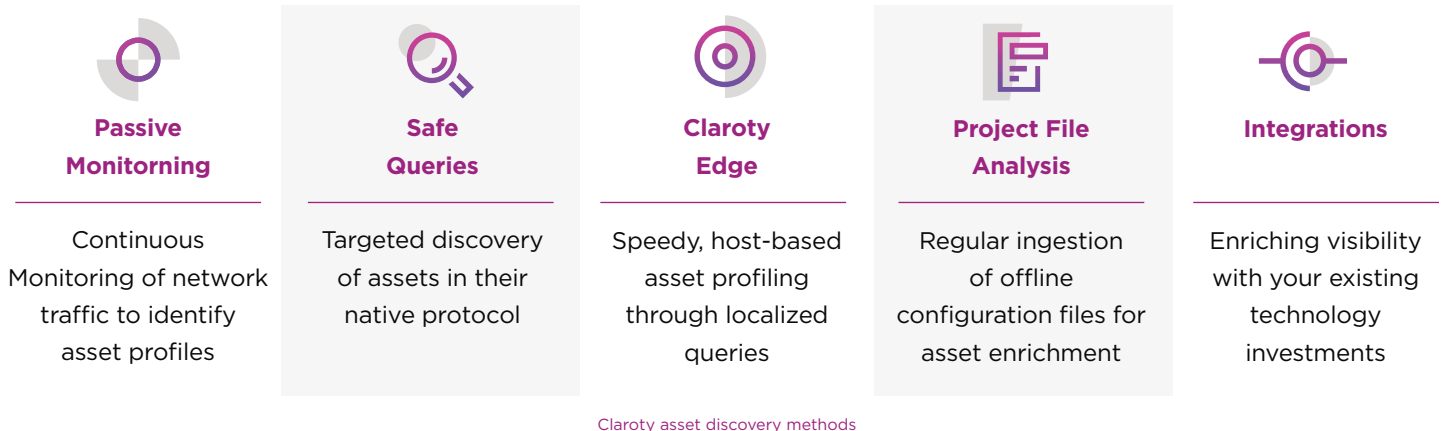 Passive
Monitorning
Continuous
Monitoring of network
traffic to identify
asset profiles
Safe
Queries
Targeted discovery
of assets in their
native protocol
Claroty
Edge
Speedy, host-based
asset profiling
through localized
queries
Project File
Analysis
Regular ingestion
of offline
configuration files for
asset enrichment
Integrations
Enriching visibility
with your existing
technology
investments
Claroty asset discovery methods